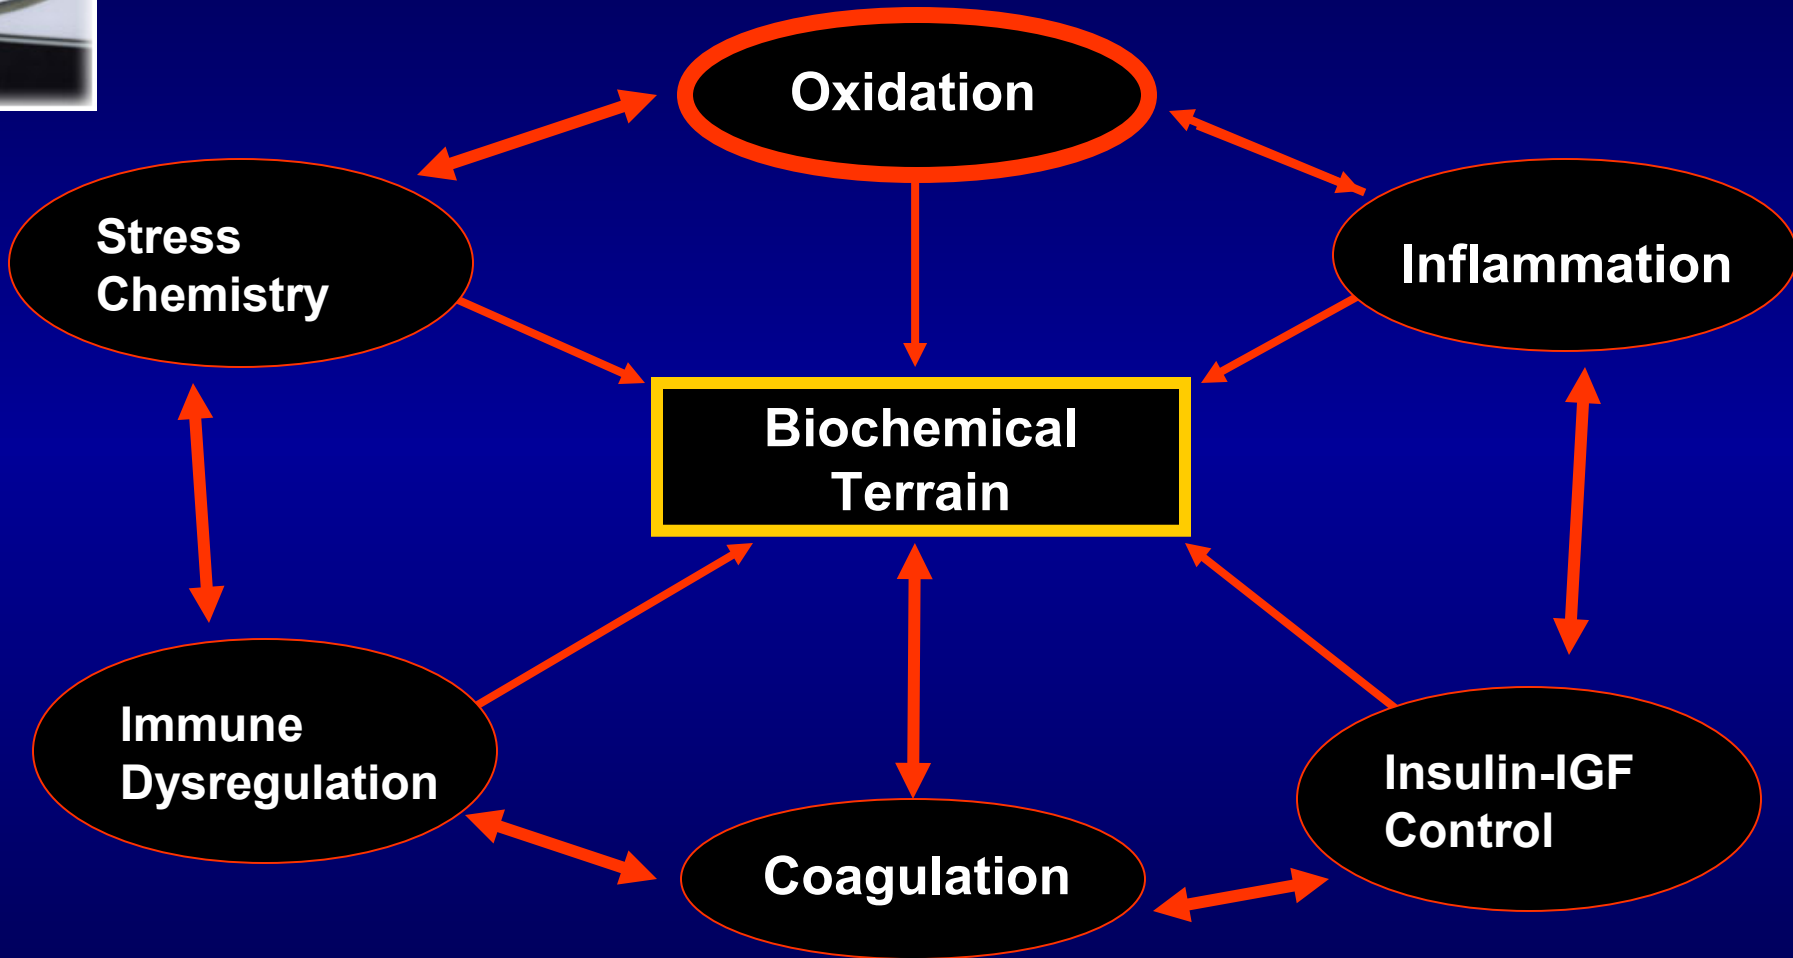 Oxidation
Stress
Chemistry
Inflammation
Biochemical
Terrain
Immune
Dysregulation
Insulin-IGF
Control
Coagulation